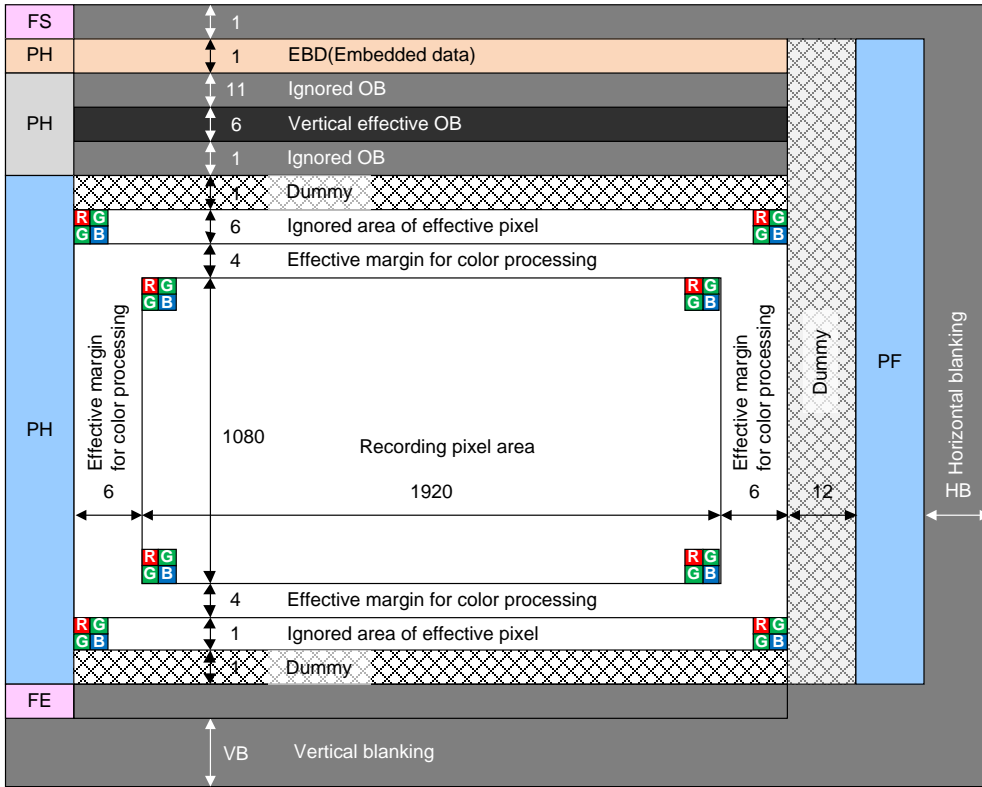 FS 1
PH 1 EBD(Embedded data)
11 Ignored OB
PH 6 Vertical effective OB
1 Ignored OB
1 Dummy
R G R G
G B 6 Ignored area of effective pixel G B
4 Effective margin for color processing
R G R G
G B G B
Effective margin
for color processing
Effective margin
for color processing
Dummy
PF
Horizontal blanking
PH
1080
Recording pixel area
6 1920 6 12 HB
R G R G
G B G B
4 Effective margin for color processing
R G R G
G B 1 Ignored area of effective pixel G B
1 Dummy
FE
VB Vertical blanking